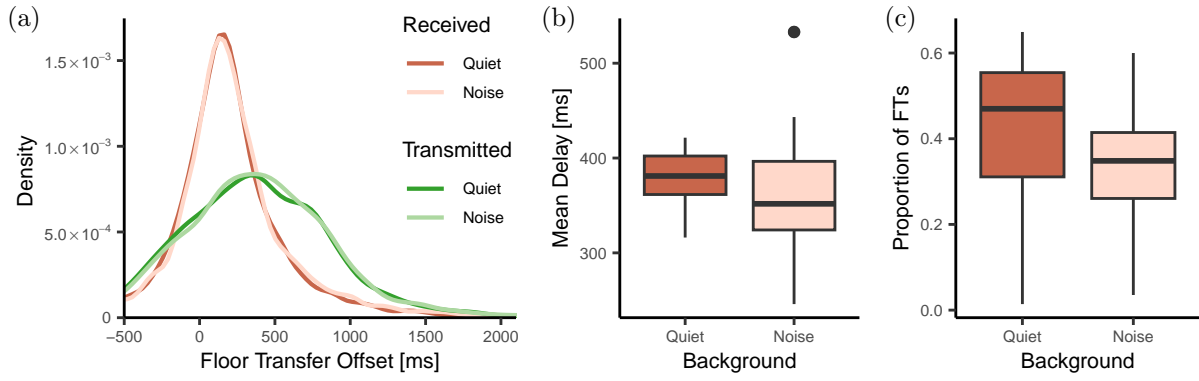 (a)
Density
1.5 × 10⁻³
1.0 × 10⁻³
5.0 × 10⁻⁴
0
−500 0 500 1000 1500 2000
Floor Transfer Offset [ms]
Received
Quiet
Noise
Transmitted
Quiet
Noise
(b)
Mean Delay [ms]
500
400
300
Quiet Noise
Background
(c)
Proportion of FTs
0.6
0.4
0.2
0.0
Quiet Noise
Background